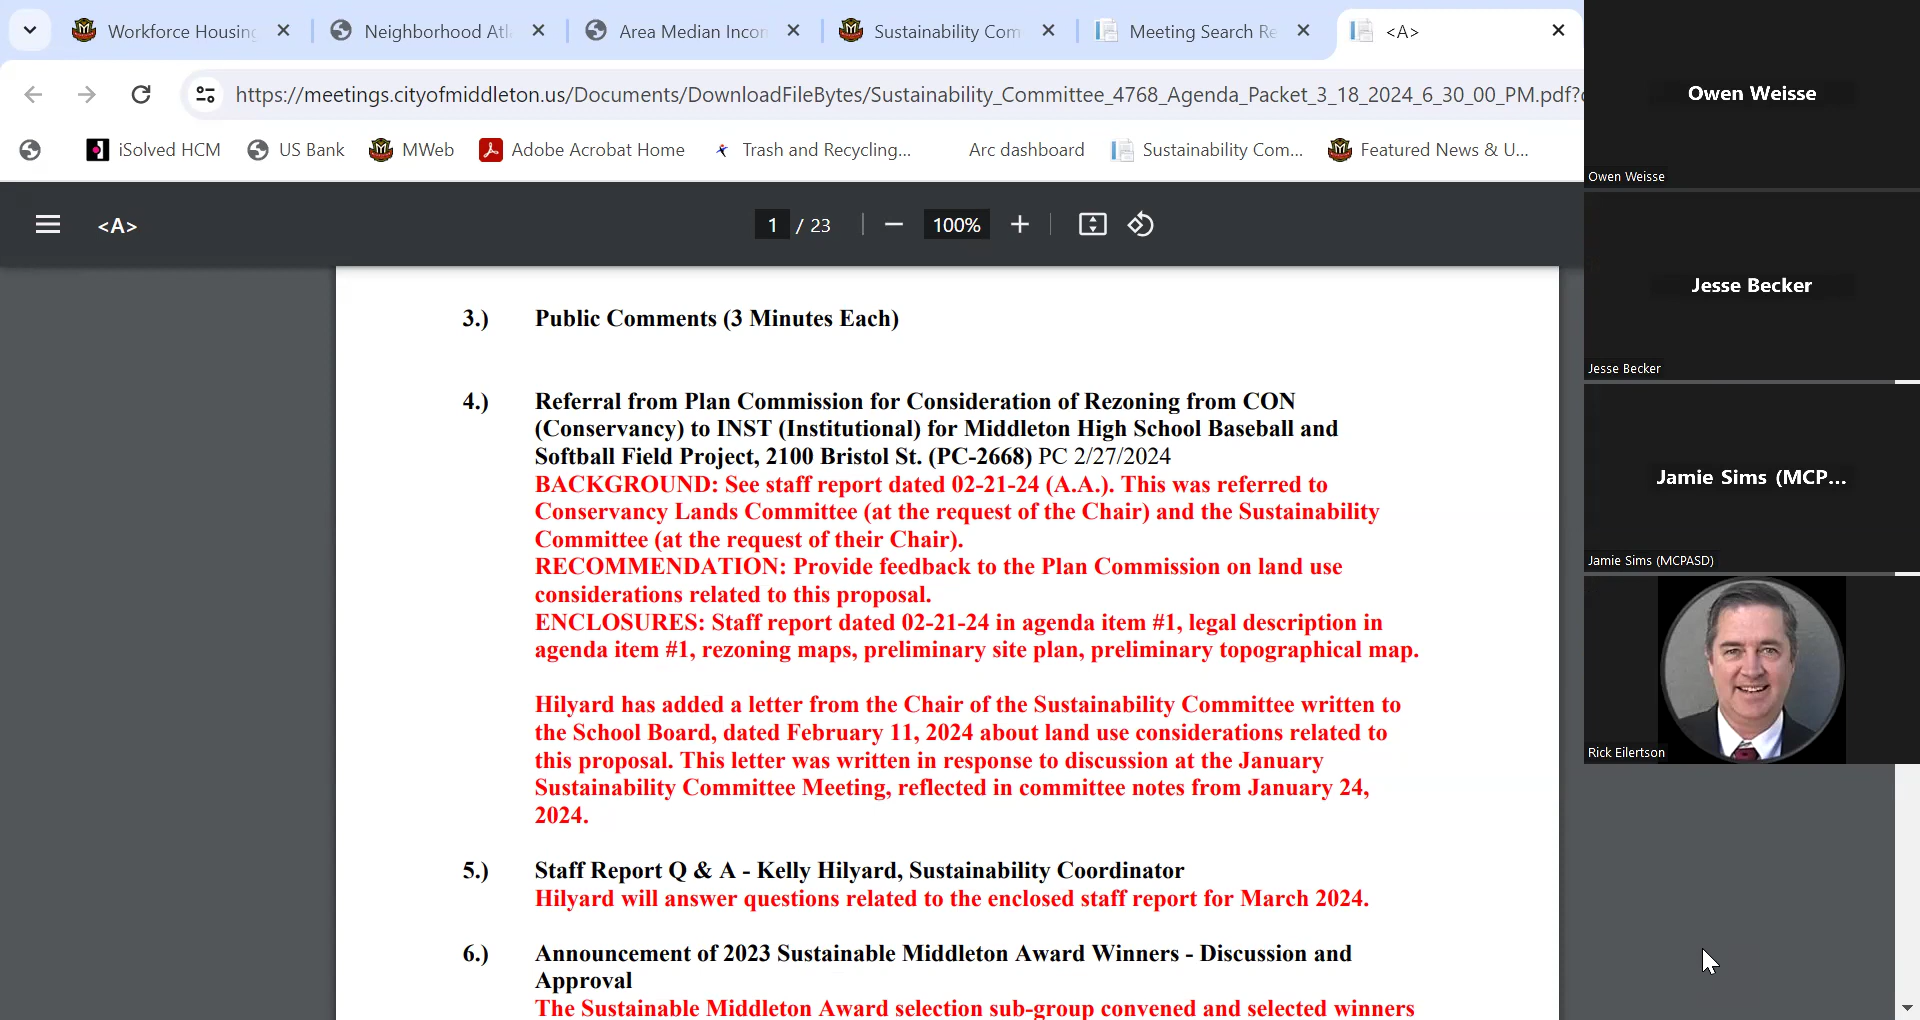 Workforce Housing
Neighborhood Atl
Area Median Incon
Sustainability Com
Meeting Search Re
<A>
https://meetings.cityofmiddleton.us/Documents/DownloadFileBytes/Sustainability_Committee_4768_Agenda_Packet_3_18_2024_6_30_00_PM.pdf?
iSolved HCM
US Bank
MWeb
Adobe Acrobat Home
Trash and Recycling...
Arc dashboard
Sustainability Com...
Featured News & U...
<A>
1 / 23
100%
3.) Public Comments (3 Minutes Each)
4.) Referral from Plan Commission for Consideration of Rezoning from CON
(Conservancy) to INST (Institutional) for Middleton High School Baseball and
Softball Field Project, 2100 Bristol St. (PC-2668) PC 2/27/2024
BACKGROUND: See staff report dated 02-21-24 (A.A.). This was referred to
Conservancy Lands Committee (at the request of the Chair) and the Sustainability
Committee (at the request of their Chair).
RECOMMENDATION: Provide feedback to the Plan Commission on land use
considerations related to this proposal.
ENCLOSURES: Staff report dated 02-21-24 in agenda item #1, legal description in
agenda item #1, rezoning maps, preliminary site plan, preliminary topographical map.
Hilyard has added a letter from the Chair of the Sustainability Committee written to
the School Board, dated February 11, 2024 about land use considerations related to
this proposal. This letter was written in response to discussion at the January
Sustainability Committee Meeting, reflected in committee notes from January 24,
2024.
5.) Staff Report Q & A - Kelly Hilyard, Sustainability Coordinator
Hilyard will answer questions related to the enclosed staff report for March 2024.
6.) Announcement of 2023 Sustainable Middleton Award Winners - Discussion and
Approval
The Sustainable Middleton Award selection sub-group convened and selected winners
Owen Weisse
Owen Weisse
Jesse Becker
Jesse Becker
Jamie Sims (MCP...
Jamie Sims (MCPASD)
Rick Eilertson